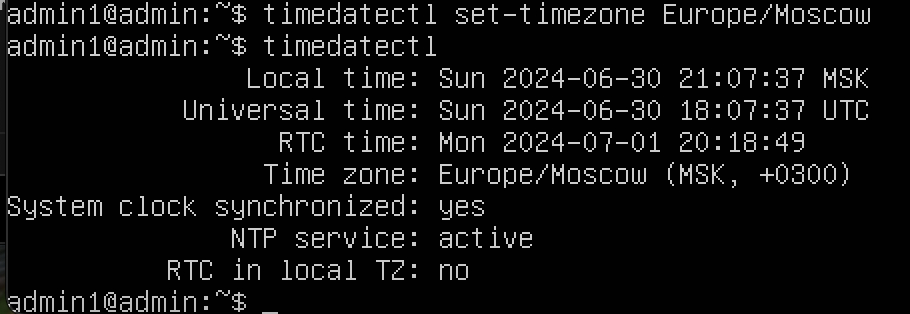 admin1@admin:~$ timedatectl set-timezone Europe/Moscow
admin1@admin:~$ timedatectl
Local time: Sun 2024-06-30 21:07:37 MSK
Universal time: Sun 2024-06-30 18:07:37 UTC
RTC time: Mon 2024-07-01 20:18:49
Time zone: Europe/Moscow (MSK, +0300)
System clock synchronized: yes
NTP service: active
RTC in local TZ: no
admin1@admin:~$ _